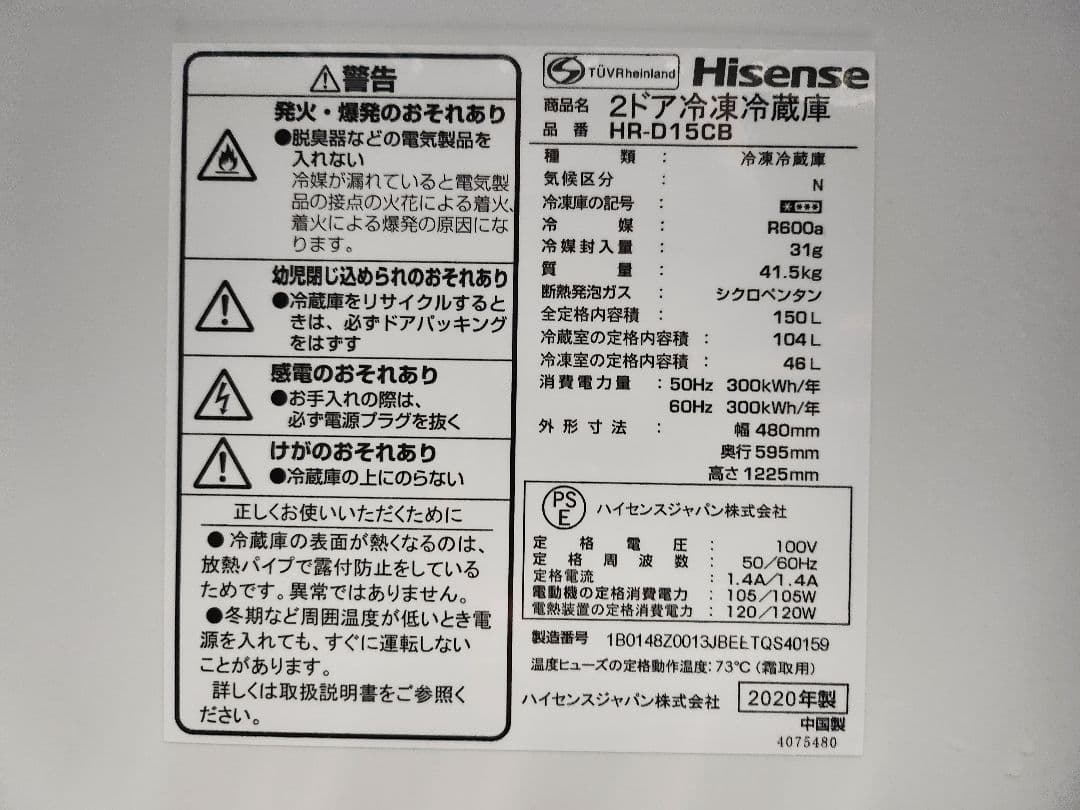 警告
発火・爆発のおそれあり
●脱臭器などの電気製品を
入れない
冷媒が漏れていると電気製
品の接点の火花による着火、
着火による爆発の原因にな
ります。
幼児閉じ込められのおそれあり
●冷蔵庫をリサイクルすると
きは、必ずドアパッキング
をはずす
感電のおそれあり
●お手入れの際は、
必ず電源プラグを抜く
けがのおそれあり
●冷蔵庫の上にのらない
正しくお使いいただくために
●冷蔵庫の表面が熱くなるのは、
放熱パイプで露付防止をしている
ためです。異常ではありません。
●冬期など周囲温度が低いとき電
源を入れても、すぐに運転しない
ことがあります。
詳しくは取扱説明書をご参照く
ださい。
TÜVRheinland Hisense
商品名 2ドア冷凍冷蔵庫
品番 HR-D15CB
種類 : 冷凍冷蔵庫
気候区分 : N
冷凍庫の記号 :
冷媒 : R600a
冷媒封入量 : 31g
質量 : 41.5kg
断熱発泡ガス : シクロペンタン
全定格内容積 : 150L
冷蔵室の定格内容積 : 104L
冷凍室の定格内容積 : 46L
消費電力量 : 50Hz 300kWh/年
60Hz 300kWh/年
外形寸法 : 幅 480mm
奥行 595mm
高さ 1225mm
PSE ハイセンスジャパン株式会社
定格電圧 : 100V
定格周波数 : 50/60Hz
定格電流 : 1.4A/1.4A
電動機の定格消費電力 : 105/105W
電熱装置の定格消費電力 : 120/120W
製造番号 1B0148Z0013JBEETQS40159
温度ヒューズの定格動作温度:73℃(霜取用)
ハイセンスジャパン株式会社 2020年製
中国製
4075480